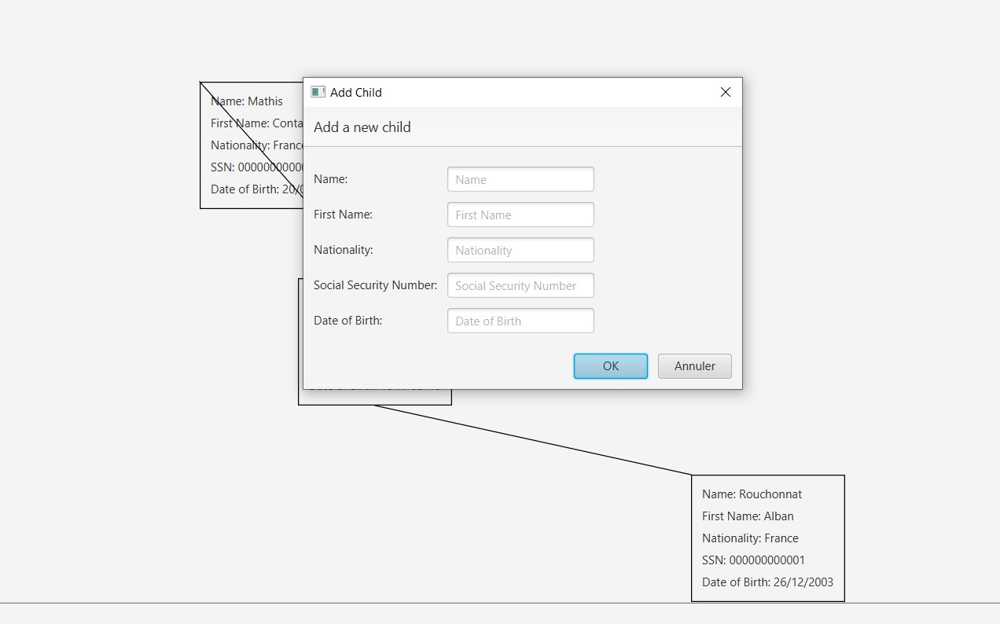 Add Child
Add a new child
Name: Mathis
First Name: Conta
Nationality: France
SSN: 00000000000
Date of Birth: 20/0
Name:
Name
First Name:
First Name
Nationality:
Nationality
Social Security Number:
Social Security Number
Date of Birth:
Date of Birth
OK
Annuler
Name: Rouchonnat
First Name: Alban
Nationality: France
SSN: 000000000001
Date of Birth: 26/12/2003